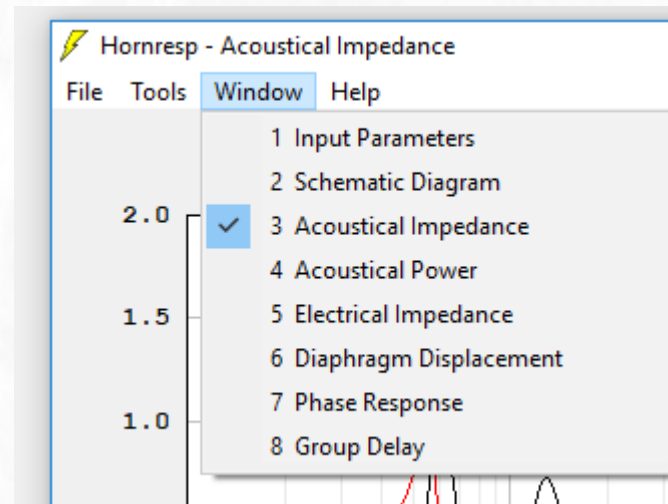 Hornresp - Acoustical Impedance
File Tools Window Help
1 Input Parameters
2 Schematic Diagram
2.0
3 Acoustical Impedance
4 Acoustical Power
1.5
5 Electrical Impedance
6 Diaphragm Displacement
7 Phase Response
1.0
8 Group Delay